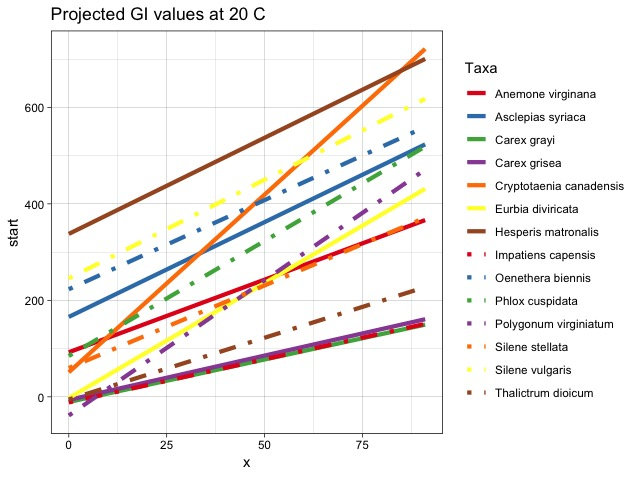 Projected GI values at 20 C
start
600
400
200
0
0 25 50 75
x
Taxa
Anemone virginana
Asclepias syriaca
Carex grayi
Carex grisea
Cryptotaenia canadensis
Eurbia diviricata
Hesperis matronalis
Impatiens capensis
Oenethera biennis
Phlox cuspidata
Polygonum virginiatum
Silene stellata
Silene vulgaris
Thalictrum dioicum